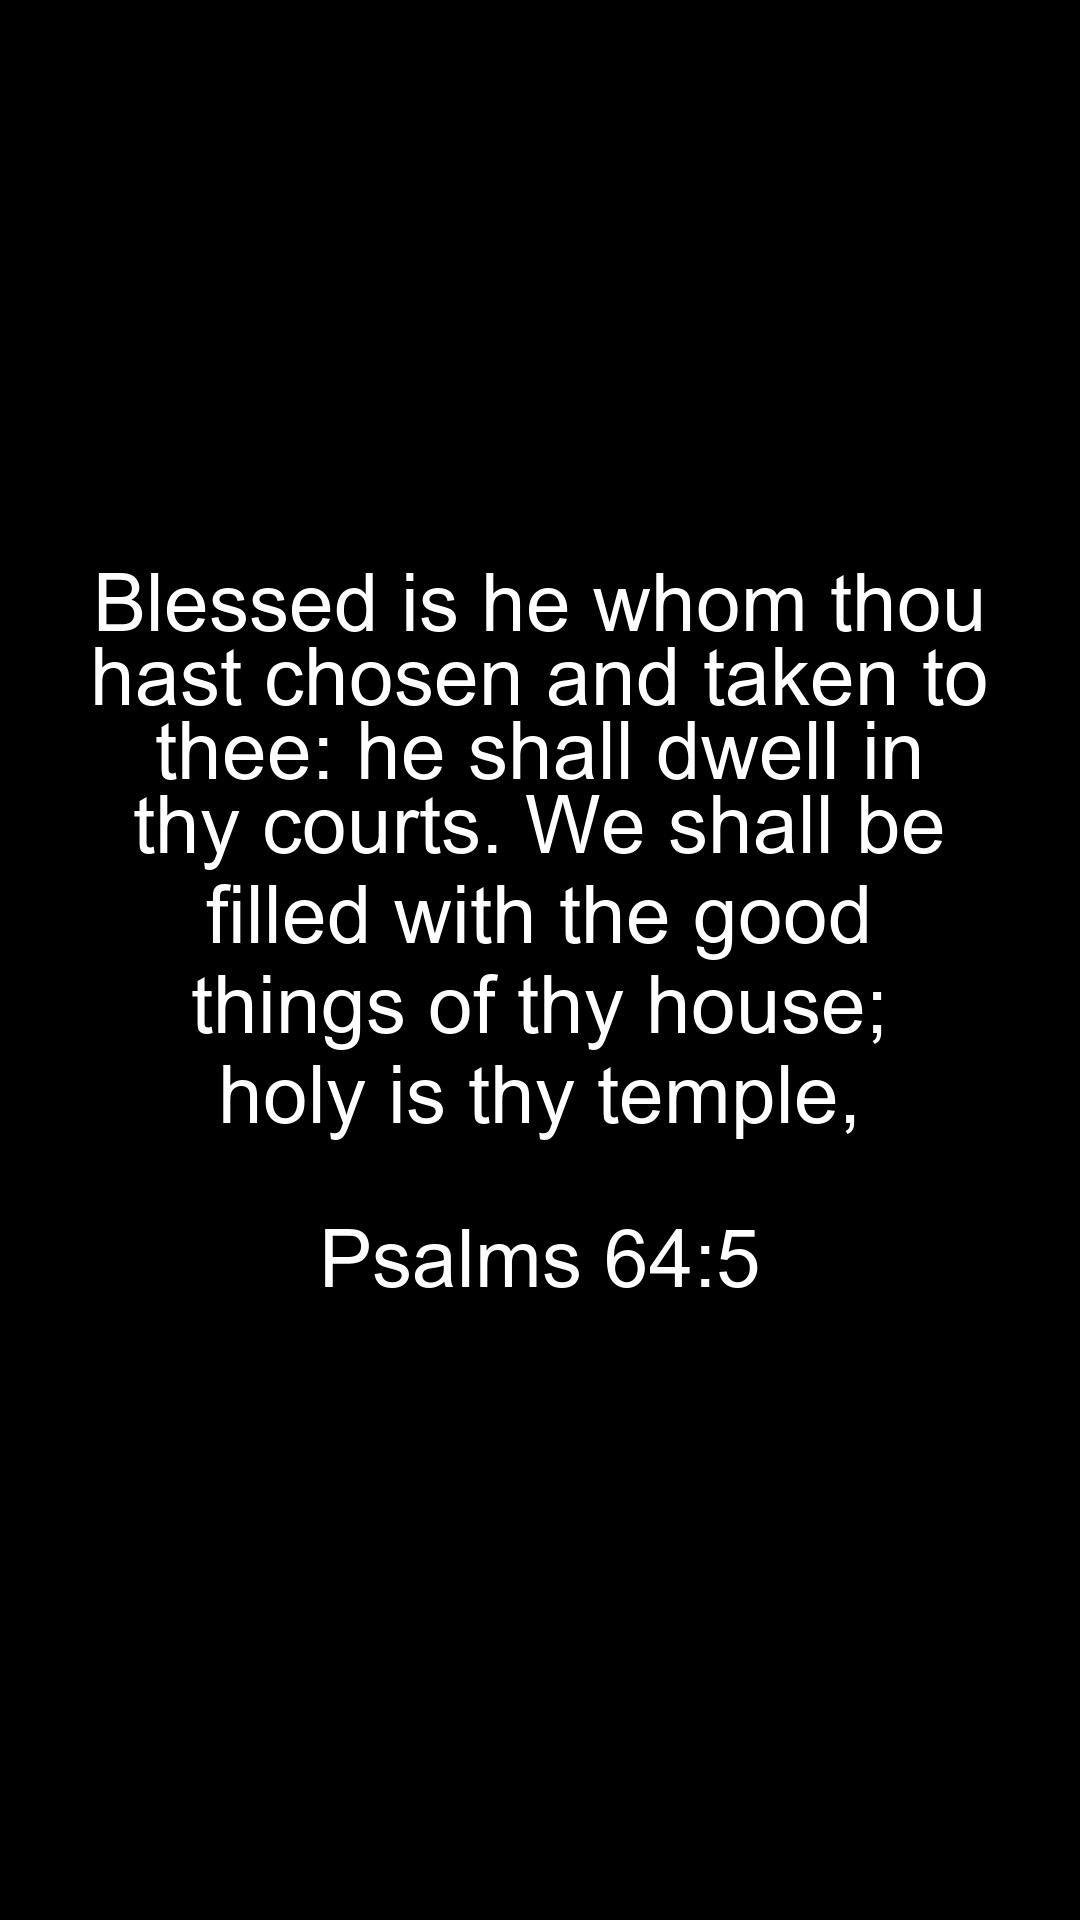 Blessed is he whom thou
hast chosen and taken to
thee: he shall dwell in
thy courts. We shall be
filled with the good
things of thy house;
holy is thy temple,
Psalms 64:5